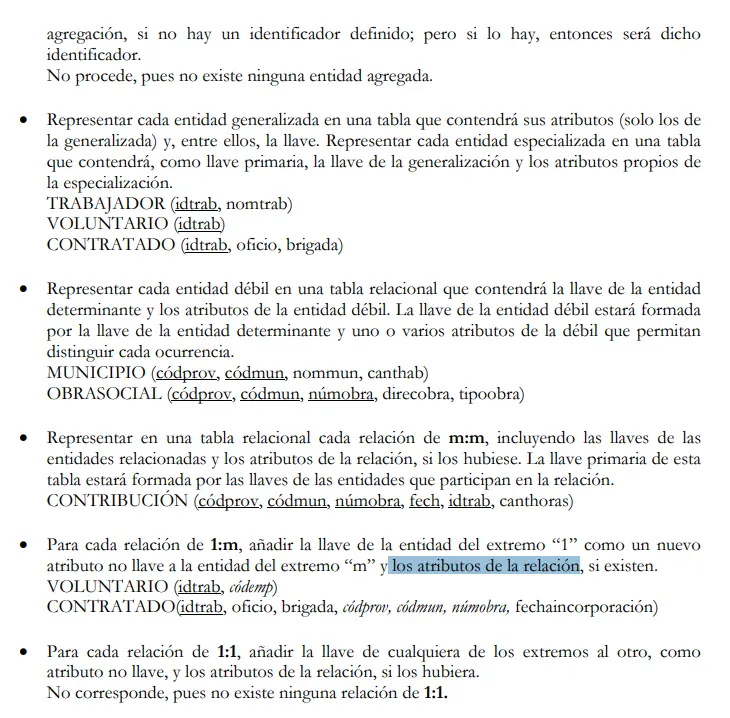 agregación, si no hay un identificador definido; pero si lo hay, entonces será dicho
identificador.
No procede, pues no existe ninguna entidad agregada.
• Representar cada entidad generalizada en una tabla que contendrá sus atributos (solo los de
la generalizada) y, entre ellos, la llave. Representar cada entidad especializada en una tabla
que contendrá, como llave primaria, la llave de la generalización y los atributos propios de
la especialización.
TRABAJADOR (idtrab, nomtrab)
VOLUNTARIO (idtrab)
CONTRATADO (idtrab, oficio, brigada)
• Representar cada entidad débil en una tabla relacional que contendrá la llave de la entidad
determinante y los atributos de la entidad débil. La llave de la entidad débil estará formada
por la llave de la entidad determinante y uno o varios atributos de la débil que permitan
distinguir cada ocurrencia.
MUNICIPIO (códprov, códmun, nommun, canthab)
OBRASOCIAL (códprov, códmun, númobra, direcobra, tipoobra)
• Representar en una tabla relacional cada relación de m:m, incluyendo las llaves de las
entidades relacionadas y los atributos de la relación, si los hubiese. La llave primaria de esta
tabla estará formada por las llaves de las entidades que participan en la relación.
CONTRIBUCIÓN (códprov, códmun, númobra, fech, idtrab, canthoras)
• Para cada relación de 1:m, añadir la llave de la entidad del extremo “1” como un nuevo
atributo no llave a la entidad del extremo “m” y los atributos de la relación, si existen.
VOLUNTARIO (idtrab, códemp)
CONTRATADO(idtrab, oficio, brigada, códprov, códmun, númobra, fechaincorporación)
• Para cada relación de 1:1, añadir la llave de cualquiera de los extremos al otro, como
atributo no llave, y los atributos de la relación, si los hubiera.
No corresponde, pues no existe ninguna relación de 1:1.